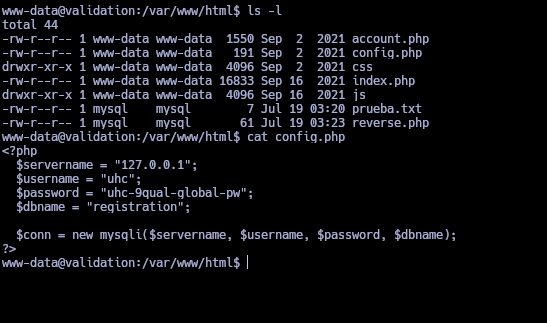 www-data@validation:/var/www/html$ ls -l
total 44
-rw-r--r-- 1 www-data www-data  1550 Sep  2  2021 account.php
-rw-r--r-- 1 www-data www-data   191 Sep  2  2021 config.php
drwxr-xr-x 1 www-data www-data  4096 Sep  2  2021 css
-rw-r--r-- 1 www-data www-data 16833 Sep 16  2021 index.php
drwxr-xr-x 1 www-data www-data  4096 Sep 16  2021 js
-rw-r--r-- 1 mysql    mysql        7 Jul 19 03:20 prueba.txt
-rw-r--r-- 1 mysql    mysql       61 Jul 19 03:23 reverse.php
www-data@validation:/var/www/html$ cat config.php
<?php
  $servername = "127.0.0.1";
  $username = "uhc";
  $password = "uhc-9qual-global-pw";
  $dbname = "registration";

  $conn = new mysqli($servername, $username, $password, $dbname);
?>
www-data@validation:/var/www/html$